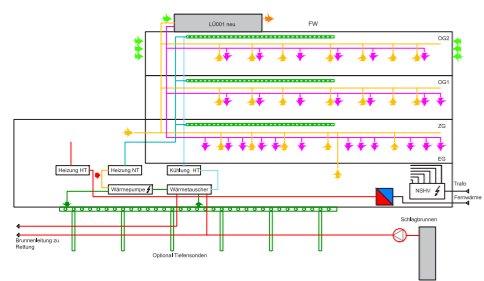 LÜ001 neu
FW
OG2
OG1
ZG
EG
Heizung HT
Heizung NT
Kühlung HT
Wärmepumpe
Wärmetauscher
NSHV
Trafo
Fernwärme
Schlagbrunnen
Brunnenleitung zu
Rettung
Optional Tiefensonden